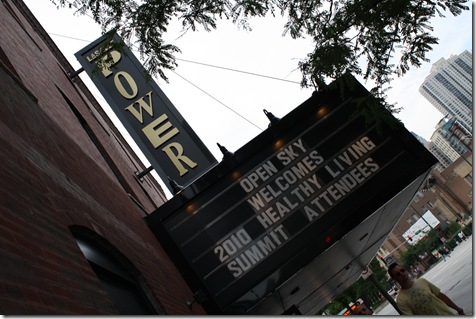 POWER
OPEN SKY
WELCOMES
2010 HEALTHY LIVING
SUMMIT ATTENDEES